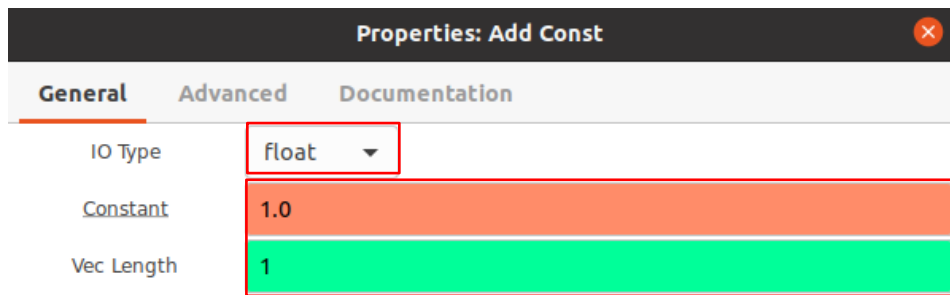 Properties: Add Const
General Advanced Documentation
IO Type float
Constant 1.0
Vec Length 1